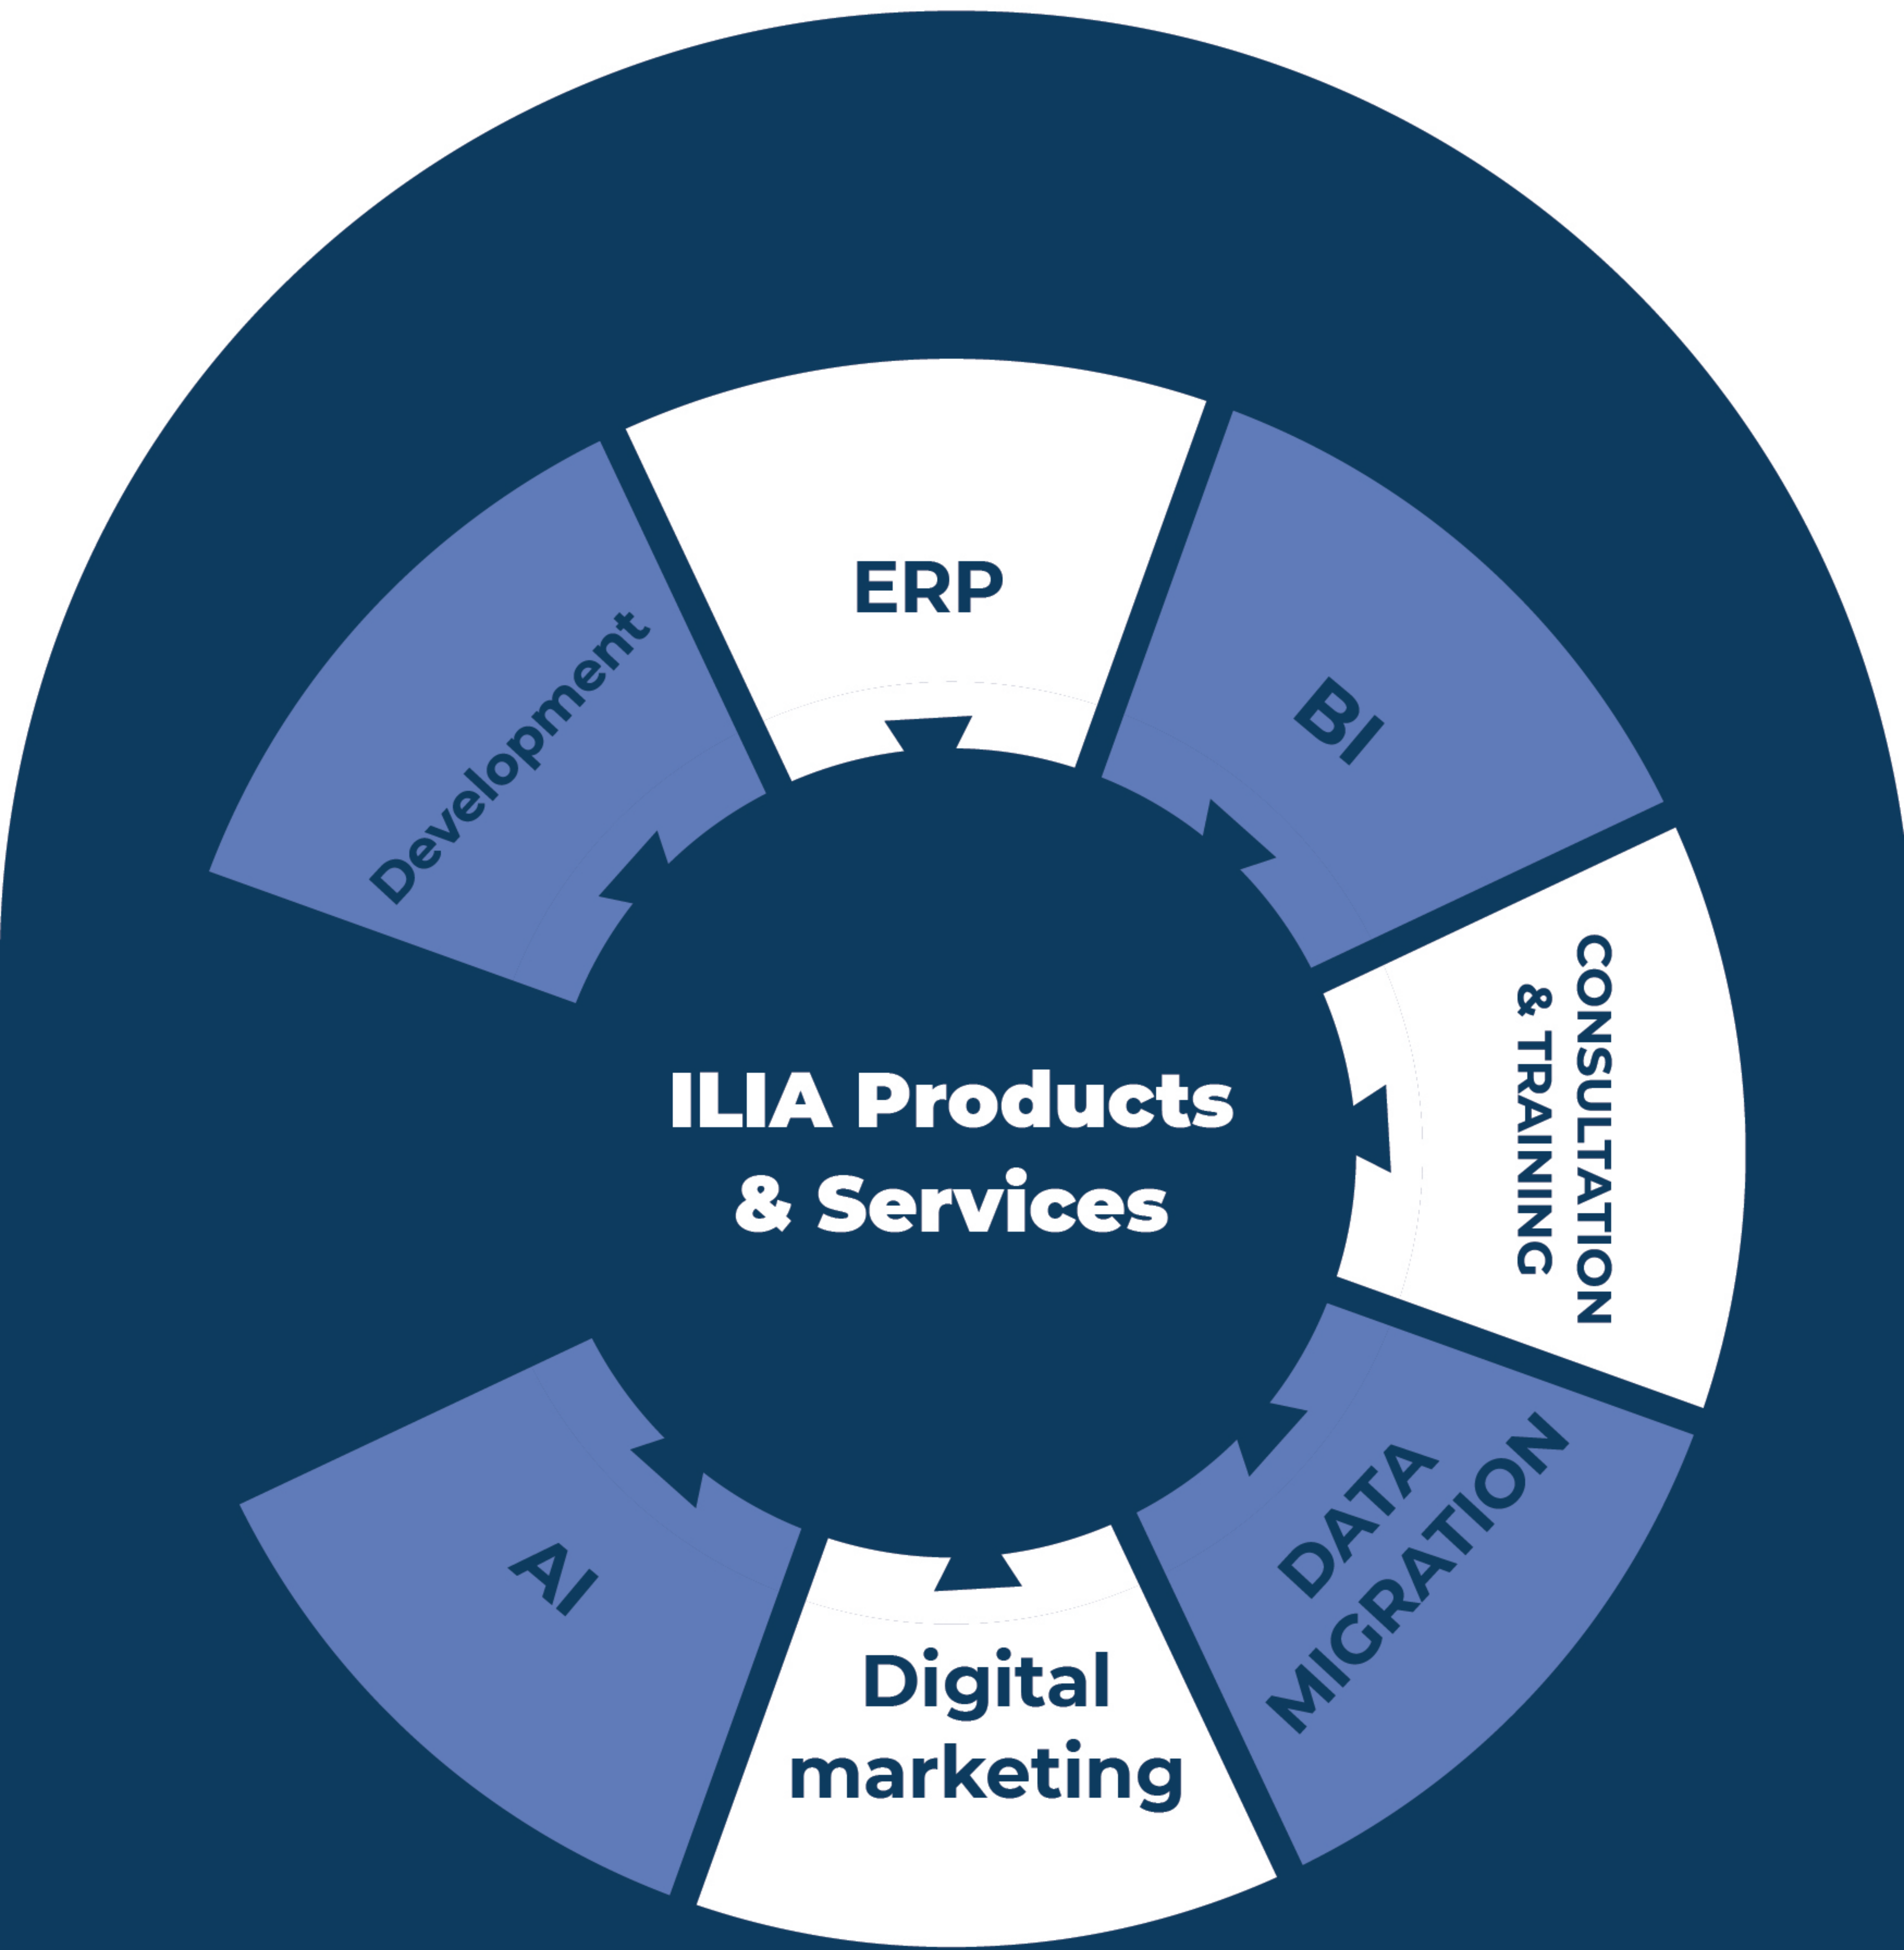 Development
ERP
BI
CONSULTATION
& TRAINING
DATA
MIGRATION
Digital
marketing
AI
ILIA Products
& Services